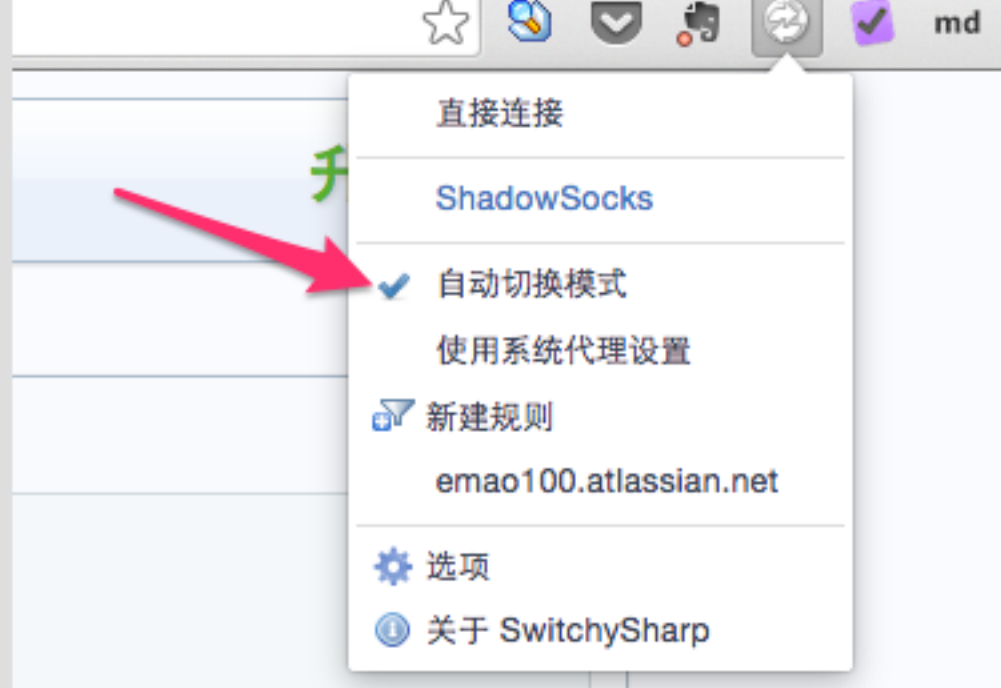 md
直接连接
ShadowSocks
自动切换模式
使用系统代理设置
新建规则
emao100.atlassian.net
选项
关于 SwitchySharp